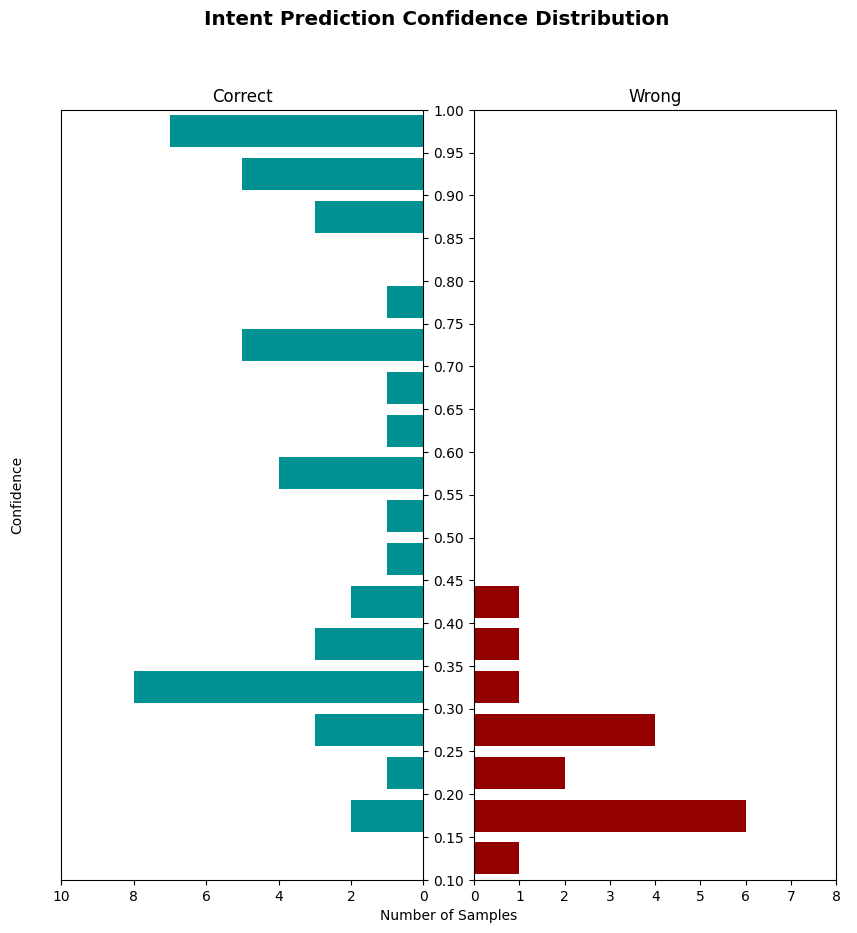 Intent Prediction Confidence Distribution
Correct
Wrong
1.00
0.95
0.90
0.85
0.80
0.75
0.70
0.65
0.60
0.55
0.50
0.45
0.40
0.35
0.30
0.25
0.20
0.15
0.10
Confidence
10 8 6 4 2 0
0 1 2 3 4 5 6 7 8
Number of Samples